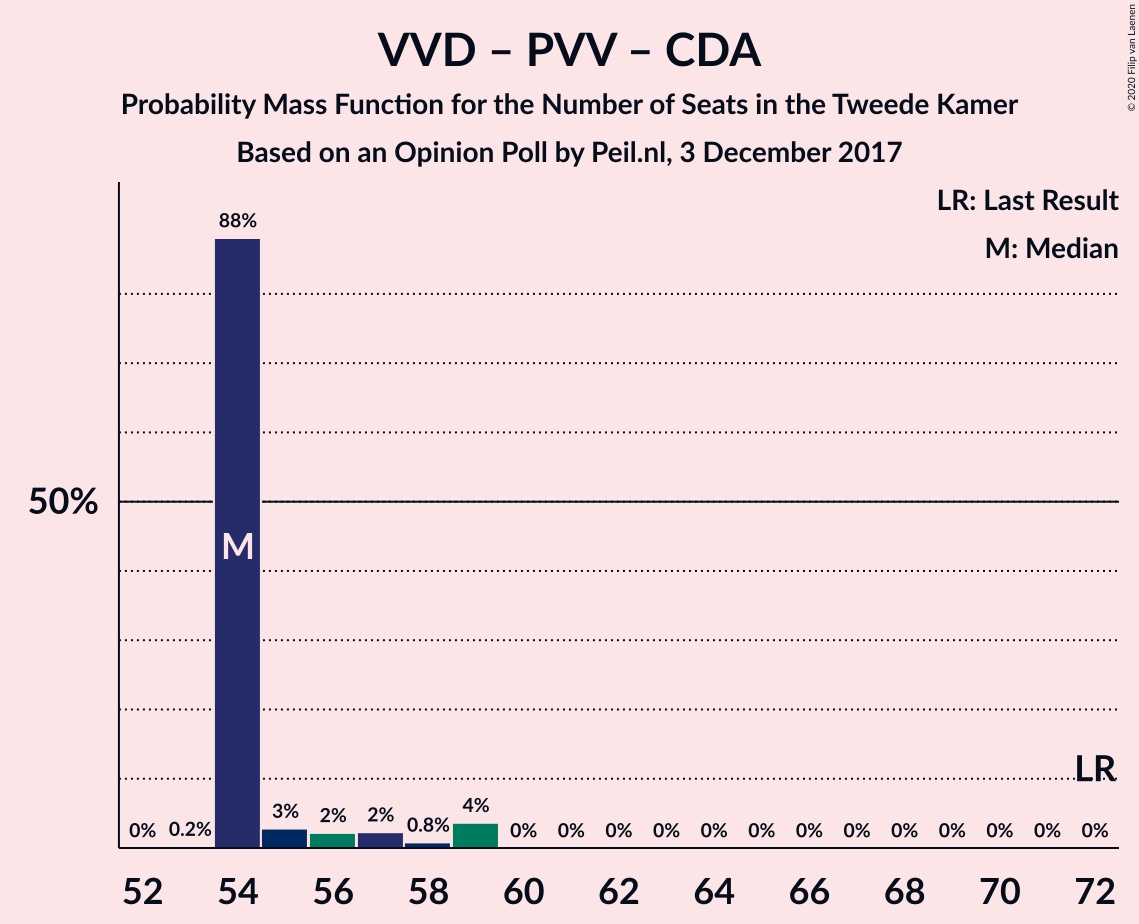 VVD – PVV – CDA
Probability Mass Function for the Number of Seats in the Tweede Kamer
Based on an Opinion Poll by Peil.nl, 3 December 2017
© 2020 Filip van Laenen
LR: Last Result
M: Median
88%
50%
M
LR
0% 0.2% 3% 2% 2% 0.8% 4% 0% 0% 0% 0% 0% 0% 0% 0% 0% 0% 0% 0% 0%
52 54 56 58 60 62 64 66 68 70 72